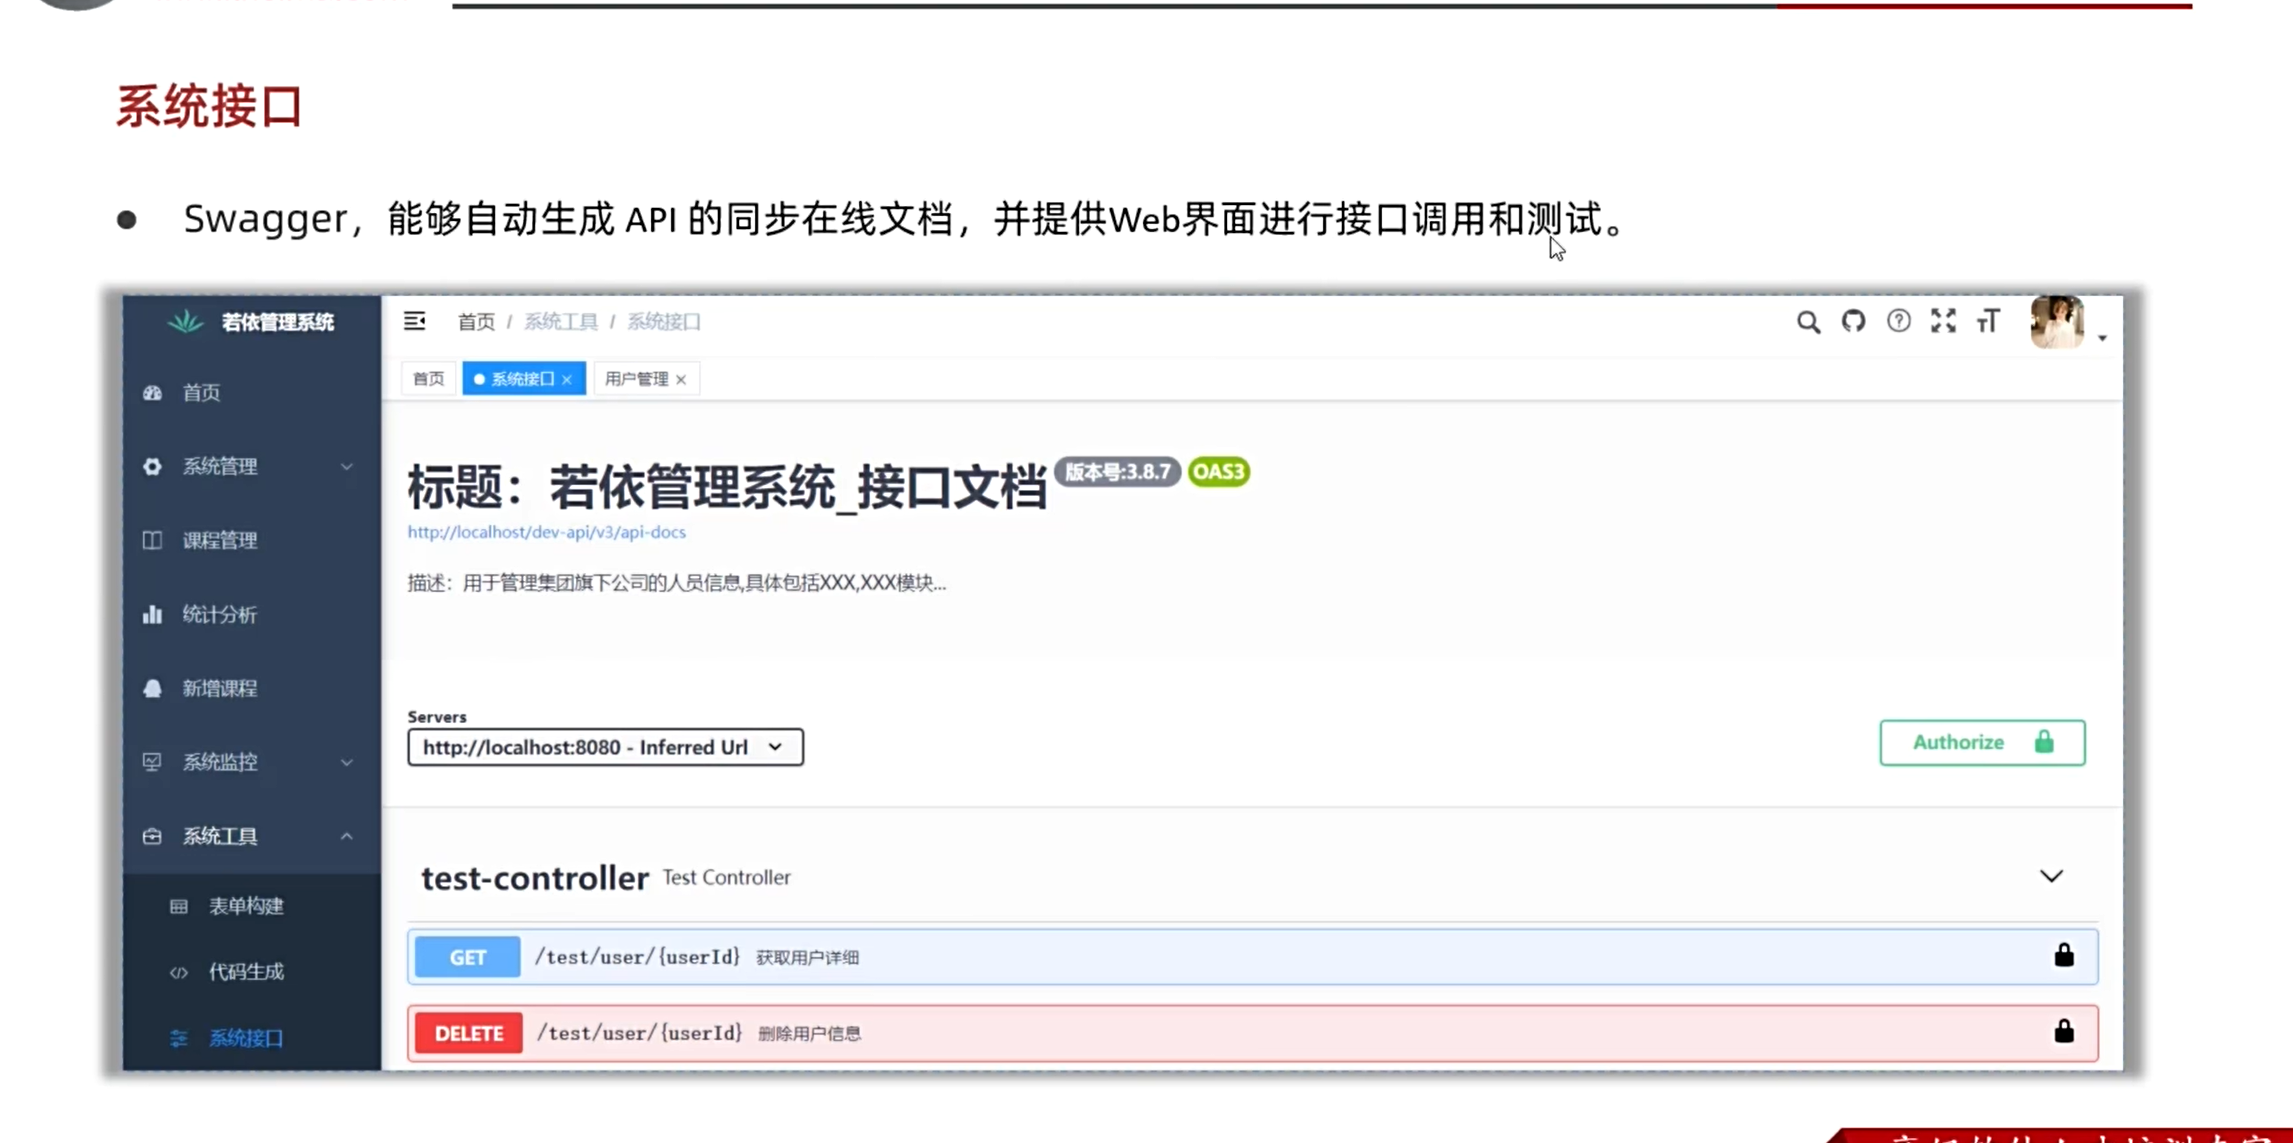 系统接口
Swagger，能够自动生成 API 的同步在线文档，并提供Web界面进行接口调用和测试。
若依管理系统
首页 / 系统工具 / 系统接口
首页
系统接口 ×
用户管理 ×
首页
系统管理
课程管理
统计分析
新增课程
系统监控
系统工具
表单构建
代码生成
系统接口
标题：若依管理系统_接口文档 版本号:3.8.7 OAS3
http://localhost/dev-api/v3/api-docs
描述：用于管理集团旗下公司的人员信息,具体包括XXX,XXX模块...
Servers
http://localhost:8080 - Inferred Url
Authorize
test-controller Test Controller
GET /test/user/{userId} 获取用户详细
DELETE /test/user/{userId} 删除用户信息